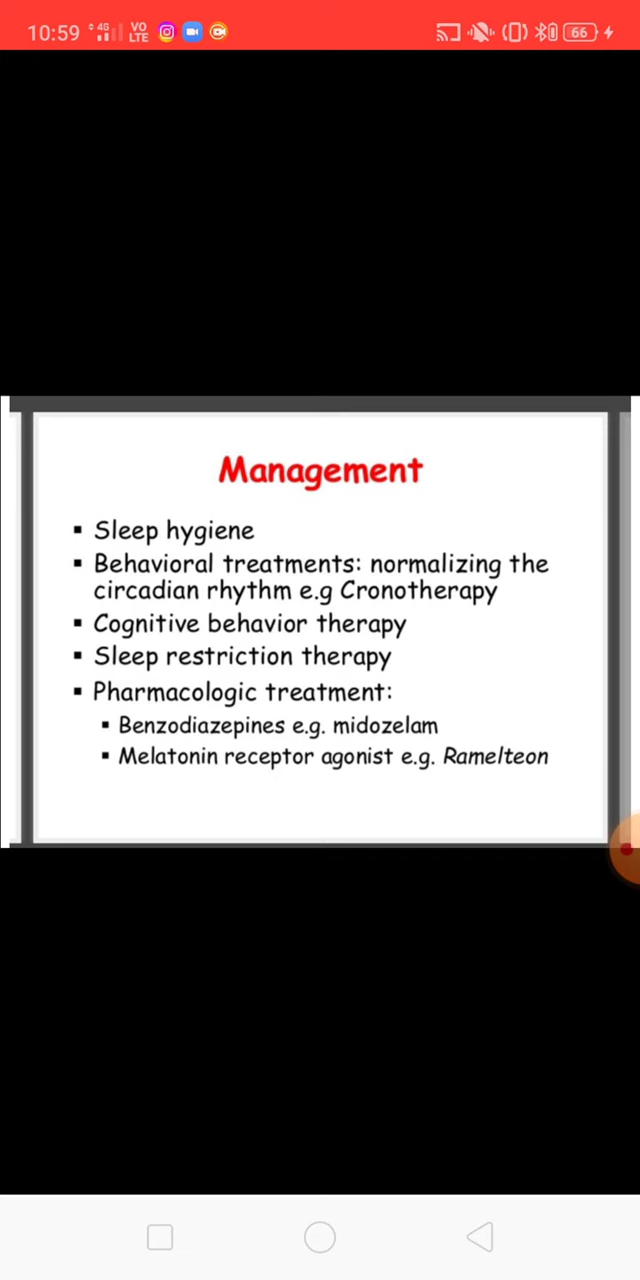 10:59 4G VO LTE 66
Management
▪ Sleep hygiene
▪ Behavioral treatments: normalizing the
circadian rhythm e.g Cronotherapy
▪ Cognitive behavior therapy
▪ Sleep restriction therapy
▪ Pharmacologic treatment:
▪ Benzodiazepines e.g. midozelam
▪ Melatonin receptor agonist e.g. Ramelteon